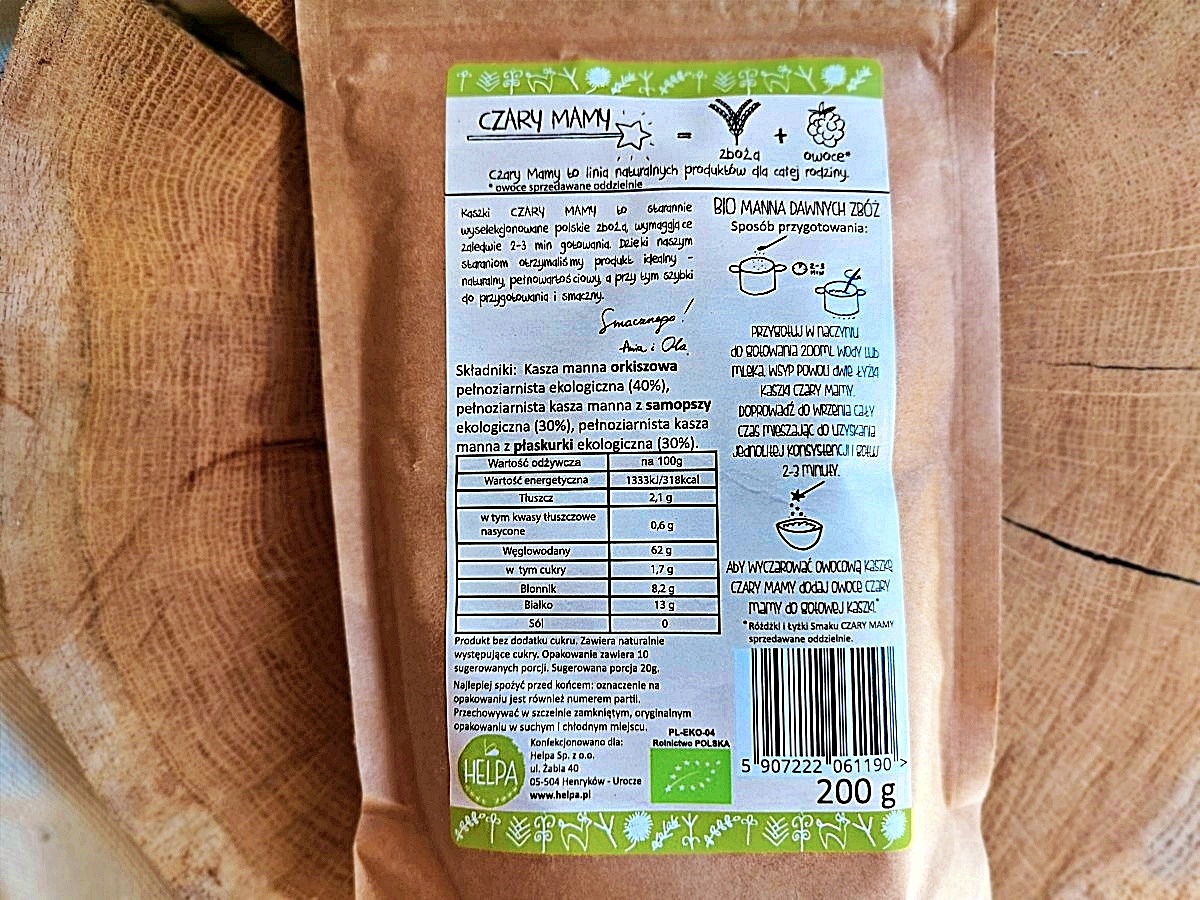 CZARY MAMY = +
zboża owoce*
Czary Mamy to linia naturalnych produktów dla całej rodziny.
* owoce sprzedawane oddzielnie
Kaszki CZARY MAMY to starannie
wyselekcjonowane polskie zboża, wymagające
zaledwie 2-3 min gotowania. Dzięki naszym
staraniom otrzymaliśmy produkt idealny -
naturalny, pełnowartościowy, a przy tym szybki
do przygotowania i smaczny.
Smacznego!
Ania i Ola
Składniki: Kasza manna orkiszowa
pełnoziarnista ekologiczna (40%),
pełnoziarnista kasza manna z samopszy
ekologiczna (30%), pełnoziarnista kasza
manna z płaskurki ekologiczna (30%).
Wartość odżywcza na 100g
Wartość energetyczna 1333kJ/318kcal
Tłuszcz 2,1 g
w tym kwasy tłuszczowe
nasycone 0,6 g
Węglowodany 62 g
w tym cukry 1,7 g
Błonnik 8,2 g
Białko 13 g
Sól 0
Produkt bez dodatku cukru. Zawiera naturalnie
występujące cukry. Opakowanie zawiera 10
sugerowanych porcji. Sugerowana porcja 20g.
Najlepiej spożyć przed końcem: oznaczenie na
opakowaniu jest również numerem partii.
Przechowywać w szczelnie zamkniętym, oryginalnym
opakowaniu w suchym i chłodnym miejscu.
HELPA
Konfekcjonowano dla:
Helpa Sp. z o.o.
ul. Żabia 40
05-504 Henryków - Urocze
www.helpa.pl
PL-EKO-04
Rolnictwo POLSKA
BIO MANNA DAWNYCH ZBÓŻ
Sposób przygotowania:
2-3
min
Przygotuj w naczyniu
do gotowania 200ml wody lub
mleka, wsyp powoli dwie łyżki
kaszki Czary Mamy.
Doprowadź do wrzenia cały
czas mieszając do uzyskania
jednolitej konsystencji i gotuj
2-3 minuty.
Aby wyczarować owocową kaszkę
CZARY MAMY dodaj owoce Czary
Mamy do gotowej kaszki.*
*Różdżki i Łyżki Smaku CZARY MAMY
sprzedawane oddzielnie.
5 907222 061190 >
200 g